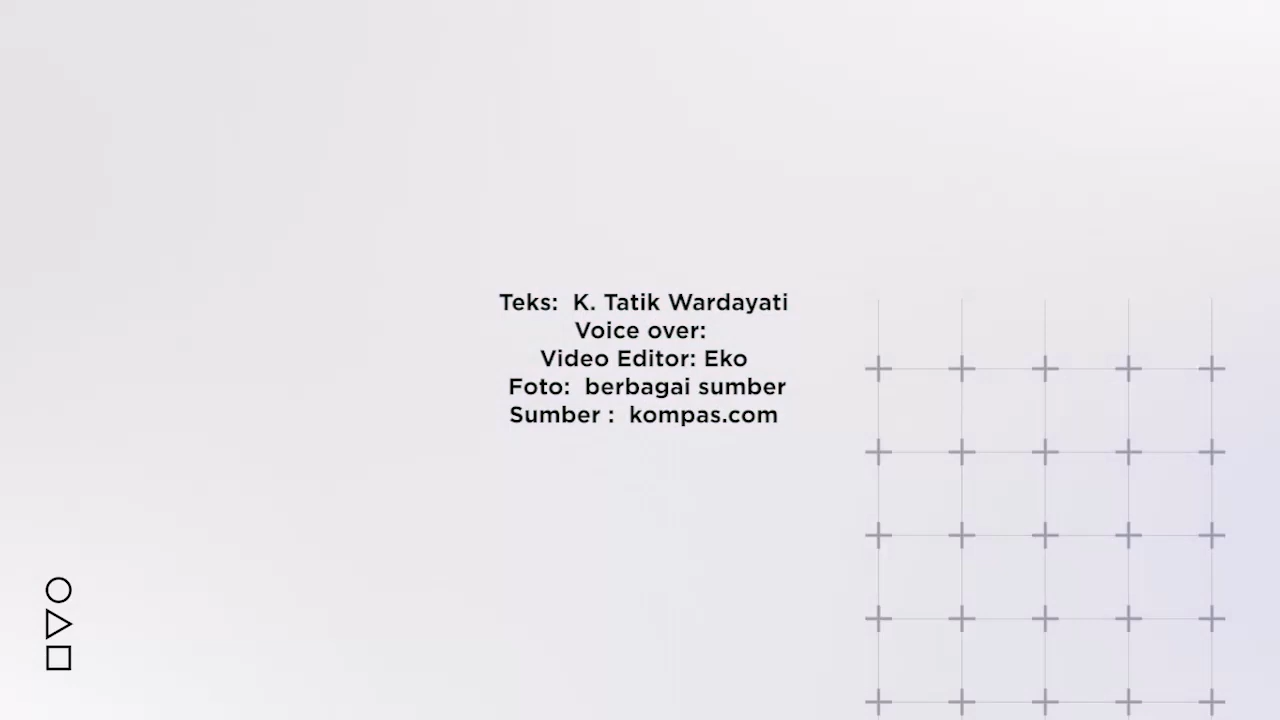 Teks:  K. Tatik Wardayati
Voice over:
Video Editor: Eko
Foto:  berbagai sumber
Sumber :  kompas.com